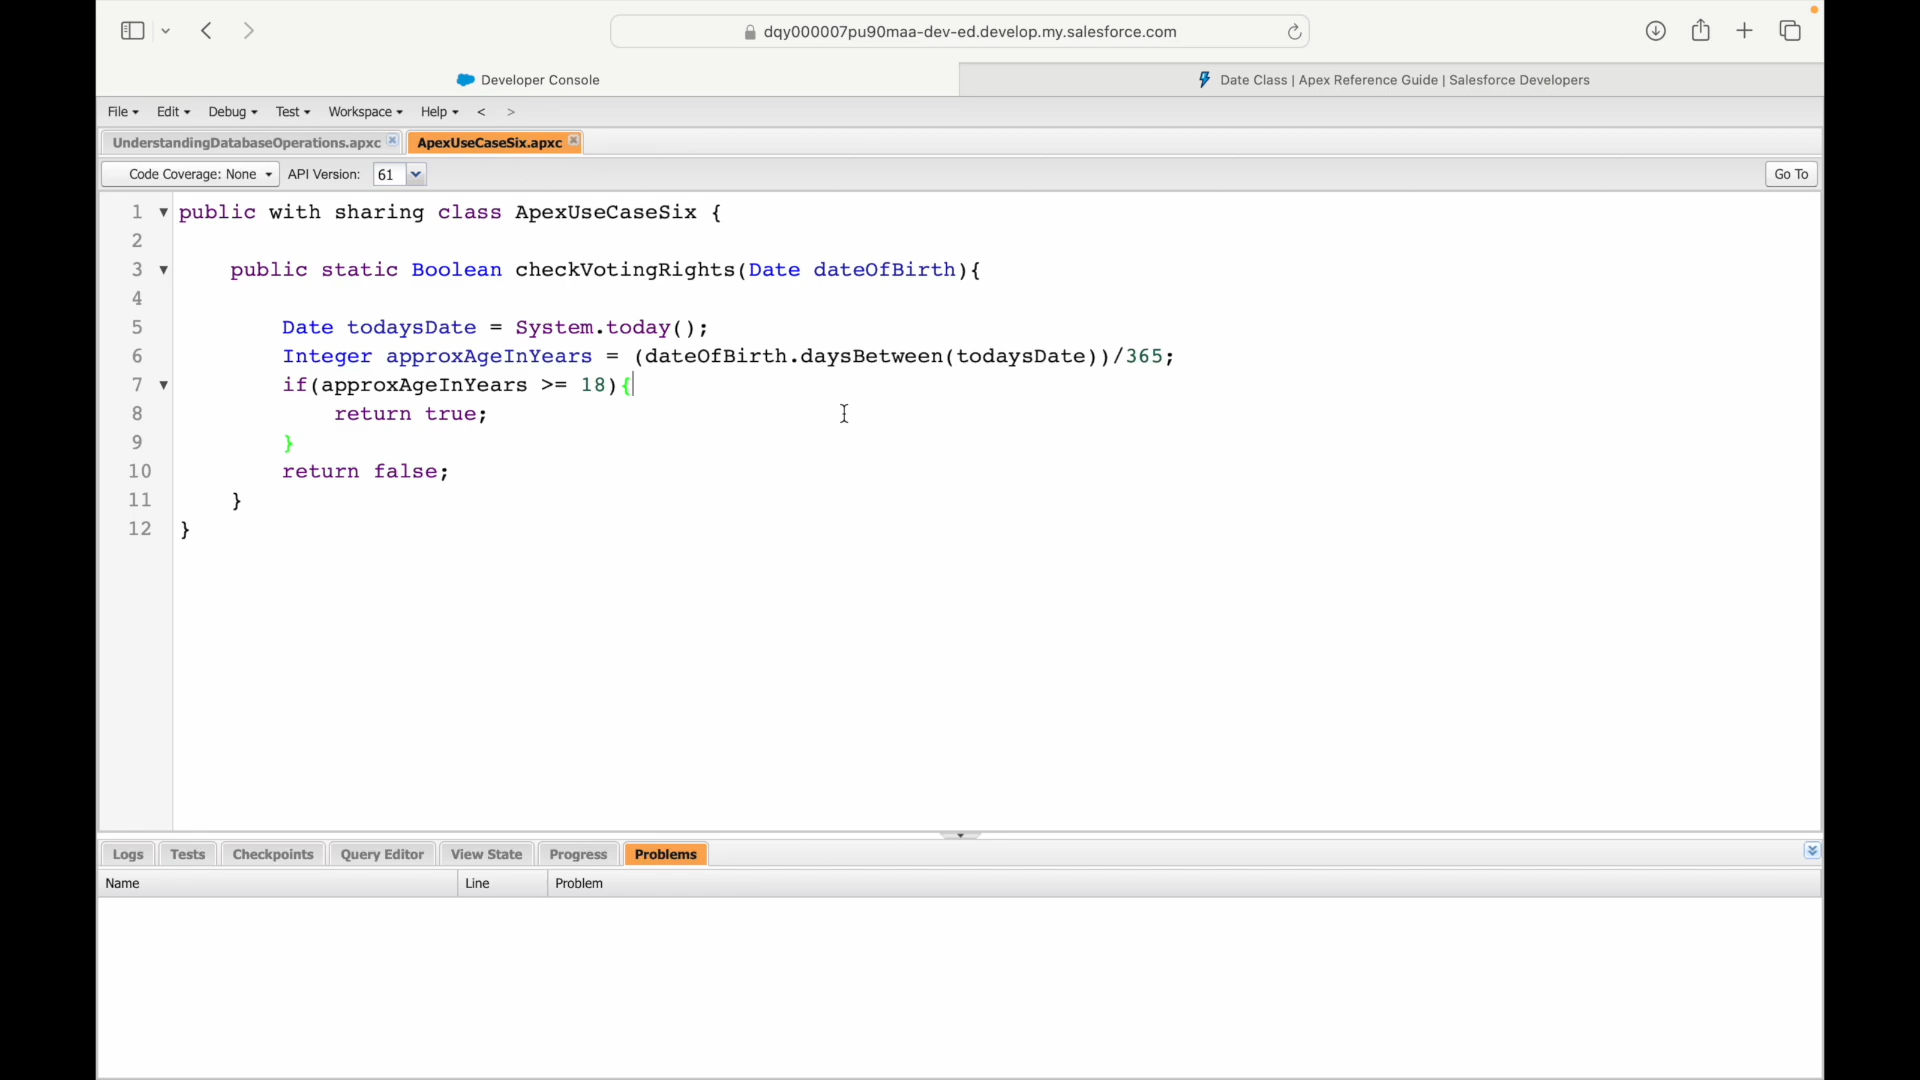 dqy000007pu90maa-dev-ed.develop.my.salesforce.com
Developer Console
Date Class | Apex Reference Guide | Salesforce Developers
File Edit Debug Test Workspace Help < >
UnderstandingDatabaseOperations.apxc ApexUseCaseSix.apxc
Code Coverage: None API Version: 61 Go To
1 public with sharing class ApexUseCaseSix {
2
3 public static Boolean checkVotingRights(Date dateOfBirth){
4
5 Date todaysDate = System.today();
6 Integer approxAgeInYears = (dateOfBirth.daysBetween(todaysDate))/365;
7 if(approxAgeInYears >= 18){
8 return true;
9 }
10 return false;
11 }
12 }
Logs Tests Checkpoints Query Editor View State Progress Problems
Name Line Problem